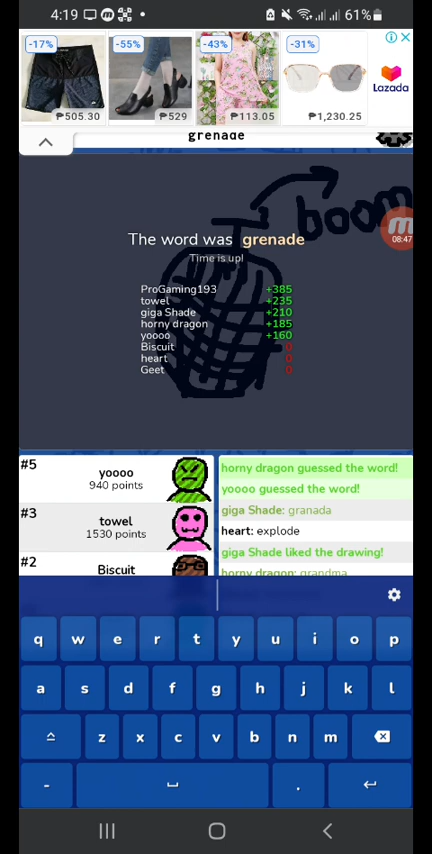 4:19
61%
-17%
-55%
-43%
-31%
₱505.30
₱529
₱113.05
₱1,230.25
Lazada
grenade
boom
08:47
The word was grenade
Time is up!
ProGaming193 +385
towel +235
giga Shade +210
horny dragon +185
yoooo +160
Biscuit 0
heart 0
Geet 0
#5
yoooo
940 points
#3
towel
1530 points
#2
Biscuit
horny dragon guessed the word!
yoooo guessed the word!
giga Shade: granada
heart: explode
giga Shade liked the drawing!
horny dragon: grandma
q w e r t y u i o p
a s d f g h j k l
z x c v b n m
- .